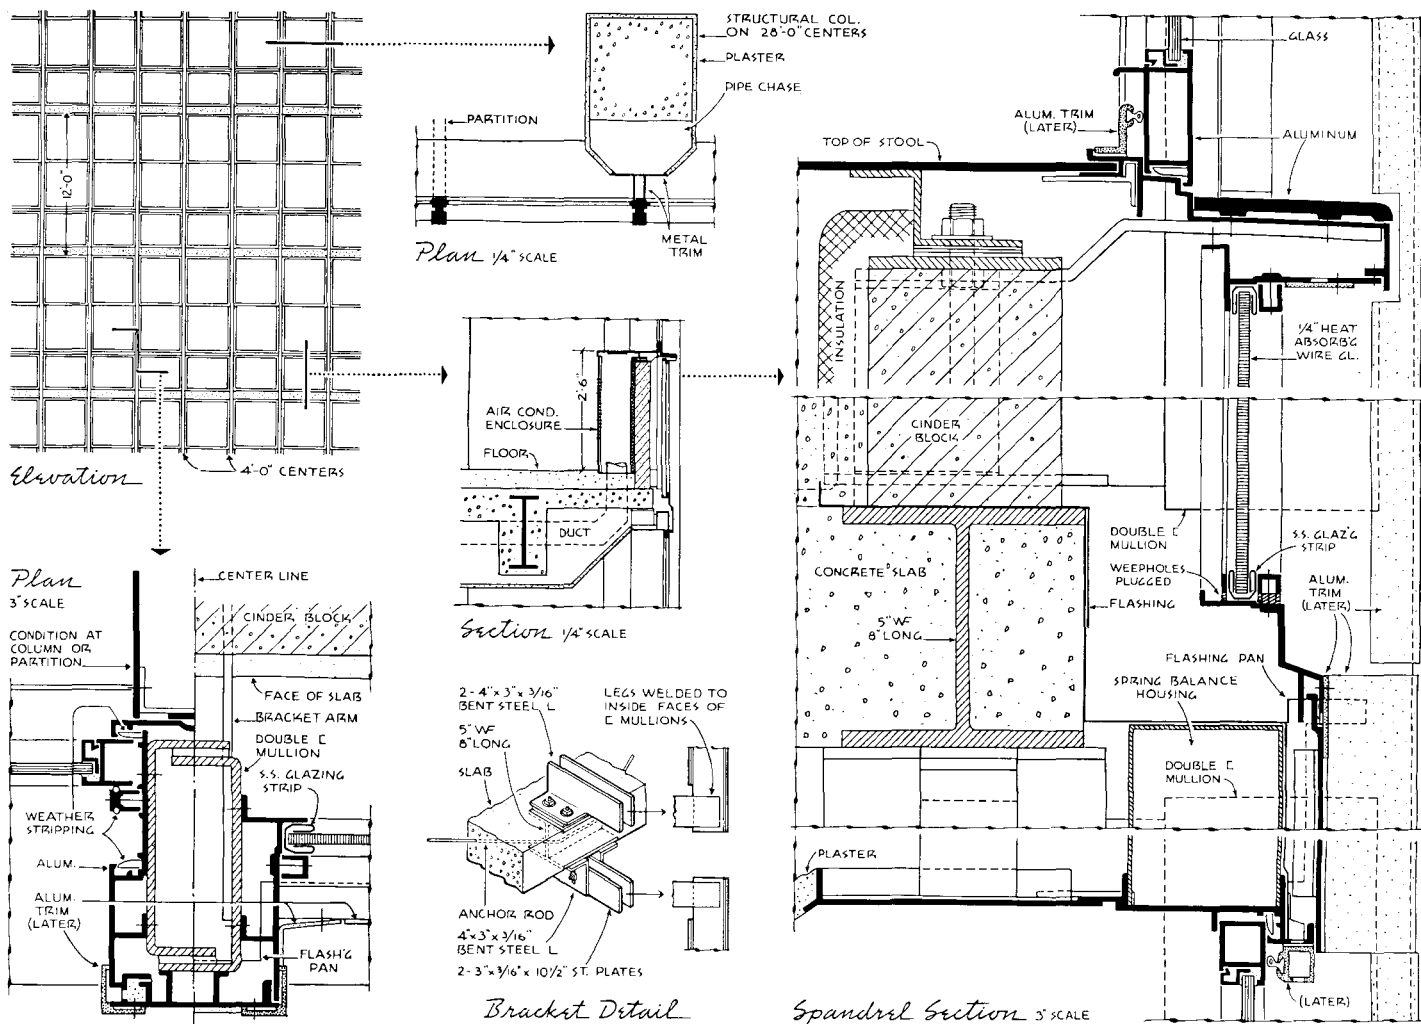 12'-0"
4'-0" CENTERS
Elevation
STRUCTURAL COL.
ON 28'-0" CENTERS
PLASTER
PIPE CHASE
PARTITION
METAL
TRIM
Plan 1/4" SCALE
2'-6"
AIR COND.
ENCLOSURE
FLOOR
DUCT
Section 1/4" SCALE
Plan
3" SCALE
CENTER LINE
CINDER BLOCK
CONDITION AT
COLUMN OR
PARTITION
FACE OF SLAB
BRACKET ARM
DOUBLE [
MULLION
S.S. GLAZING
STRIP
WEATHER
STRIPPING
ALUM.
ALUM.
TRIM
(LATER)
FLASH'G
PAN
2 - 4" x 3" x 3/16"
BENT STEEL L
5" WF
8" LONG
SLAB
LEGS WELDED TO
INSIDE FACES OF
[ MULLIONS
ANCHOR ROD
4" x 3" x 3/16"
BENT STEEL L
2 - 3" x 3/16" x 10 1/2" ST. PLATES
Bracket Detail
GLASS
ALUM. TRIM
(LATER)
ALUMINUM
TOP OF STOOL
INSULATION
1/4" HEAT
ABSORB'G
WIRE GL.
CINDER
BLOCK
DOUBLE [
MULLION
S.S. GLAZ'G
STRIP
WEEPHOLES
PLUGGED
ALUM.
TRIM
(LATER)
CONCRETE SLAB
FLASHING
5" WF
8" LONG
FLASHING PAN
SPRING BALANCE
HOUSING
DOUBLE [
MULLION
PLASTER
(LATER)
Spandrel Section 3" SCALE